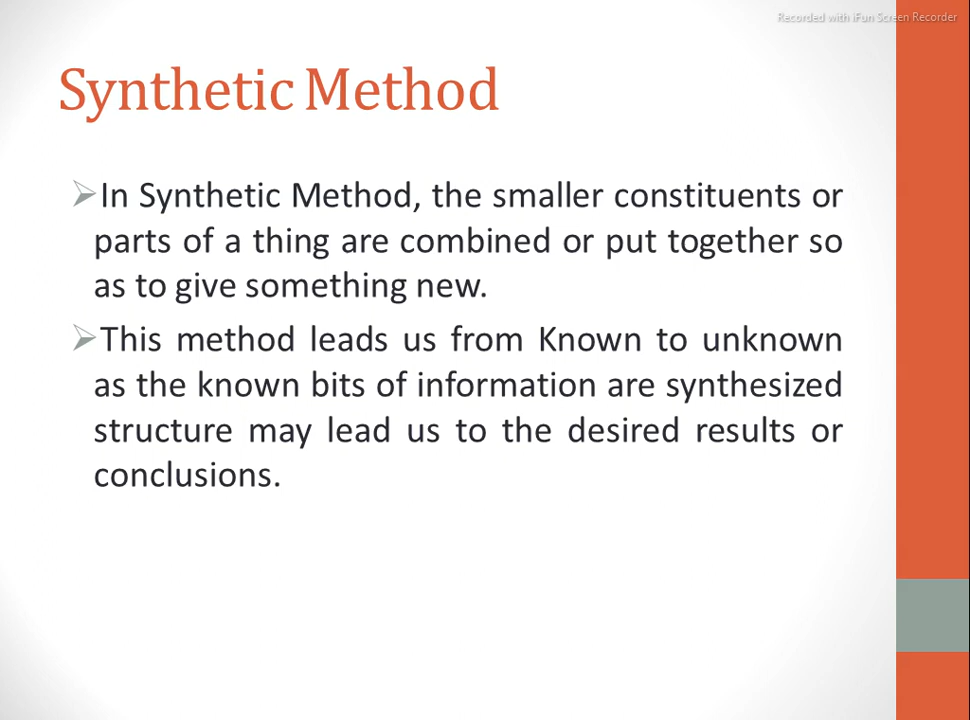 Recorded with iFun Screen Recorder
Synthetic Method
➢In Synthetic Method, the smaller constituents or
parts of a thing are combined or put together so
as to give something new.
➢This method leads us from Known to unknown
as the known bits of information are synthesized
structure may lead us to the desired results or
conclusions.